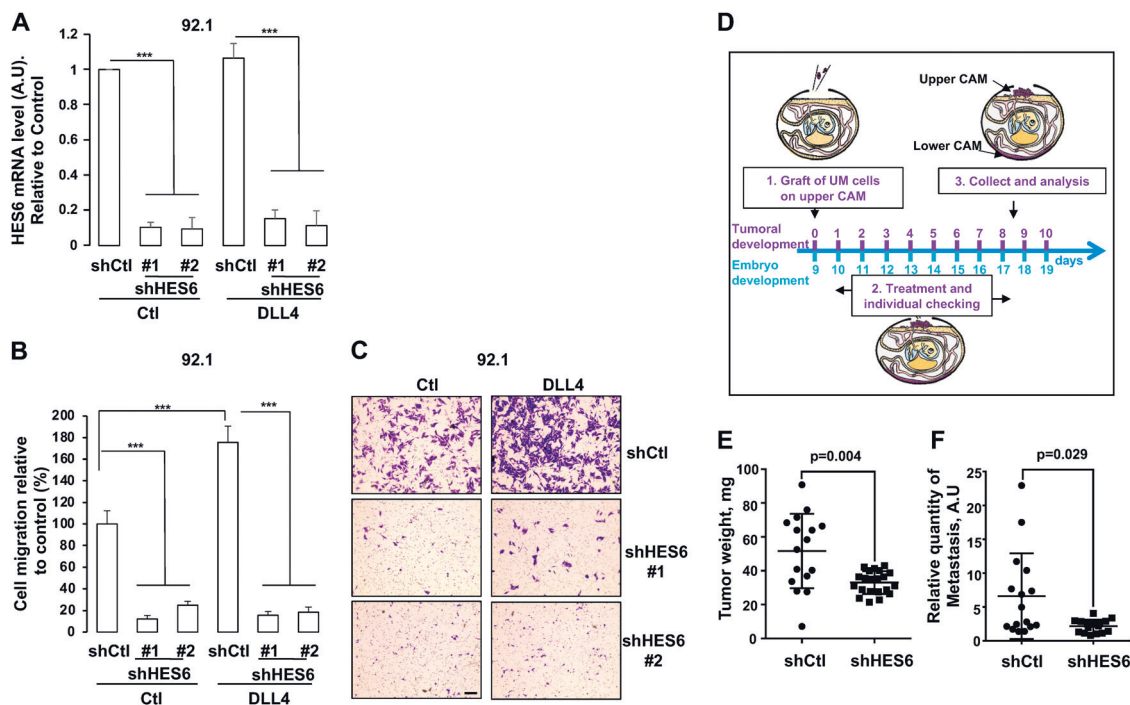 A
92.1
HES6 mRNA level (A.U).
Relative to Control
1.2
1
0.8
0.6
0.4
0.2
0
***
***
shCtl #1 #2 shCtl #1 #2
shHES6 shHES6
Ctl DLL4
B
92.1
Cell migration relative
to control (%)
200
180
160
140
120
100
80
60
40
20
0
***
***
***
shCtl #1 #2 shCtl #1 #2
shHES6 shHES6
Ctl DLL4
C
92.1
Ctl DLL4
shCtl
shHES6
#1
shHES6
#2
D
Upper CAM
Lower CAM
1. Graft of UM cells
on upper CAM
3. Collect and analysis
Tumoral
development
0 1 2 3 4 5 6 7 8 9 10
days
Embryo
development
9 10 11 12 13 14 15 16 17 18 19
2. Treatment and
individual checking
E
p=0.004
Tumor weight, mg
100
80
60
40
20
0
shCtl shHES6
F
p=0.029
Relative quantity of
Metastasis, A.U
25
20
15
10
5
0
shCtl shHES6